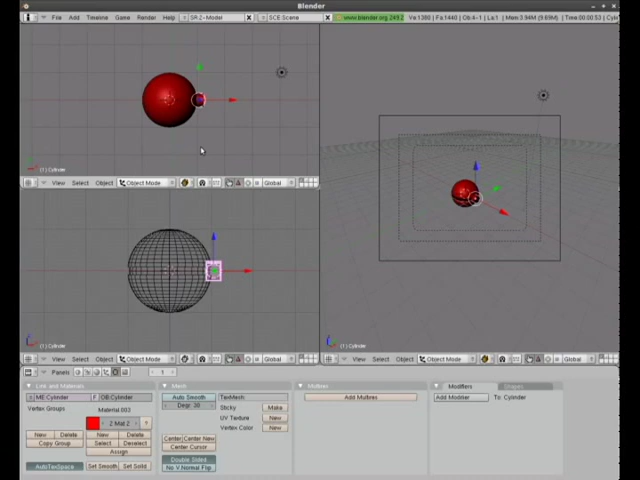 Blender
File Add Timeline Game Render Help SR:2-Model SCE:Scene www.blender.org 249.2 Ve:1380 | Fa:1440 | Ob:4-1 | La:1 | Mem:3.94M (9.69M) | Time:00:00:53 | Cyli
(1) Cylinder
View Select Object Object Mode Global
(1) Cylinder
(1) Cylinder
View Select Object Object Mode Global
View Select Object Object Mode Global
Panels 1
Link and Materials
Mesh
Multires
Modifiers
Shapes
ME:Cylinder F OB:Cylinder
Vertex Groups
Material.003
2 Mat 2 ?
New Delete
Copy Group
New Delete
Select Deselect
Assign
AutoTexSpace
Set Smooth Set Solid
Auto Smooth
Degr: 30
TexMesh:
Sticky Make
UV Texture New
Vertex Color New
Center Center New
Center Cursor
Double Sided
No V.Normal Flip
Add Multires
Add Modifier
To: Cylinder